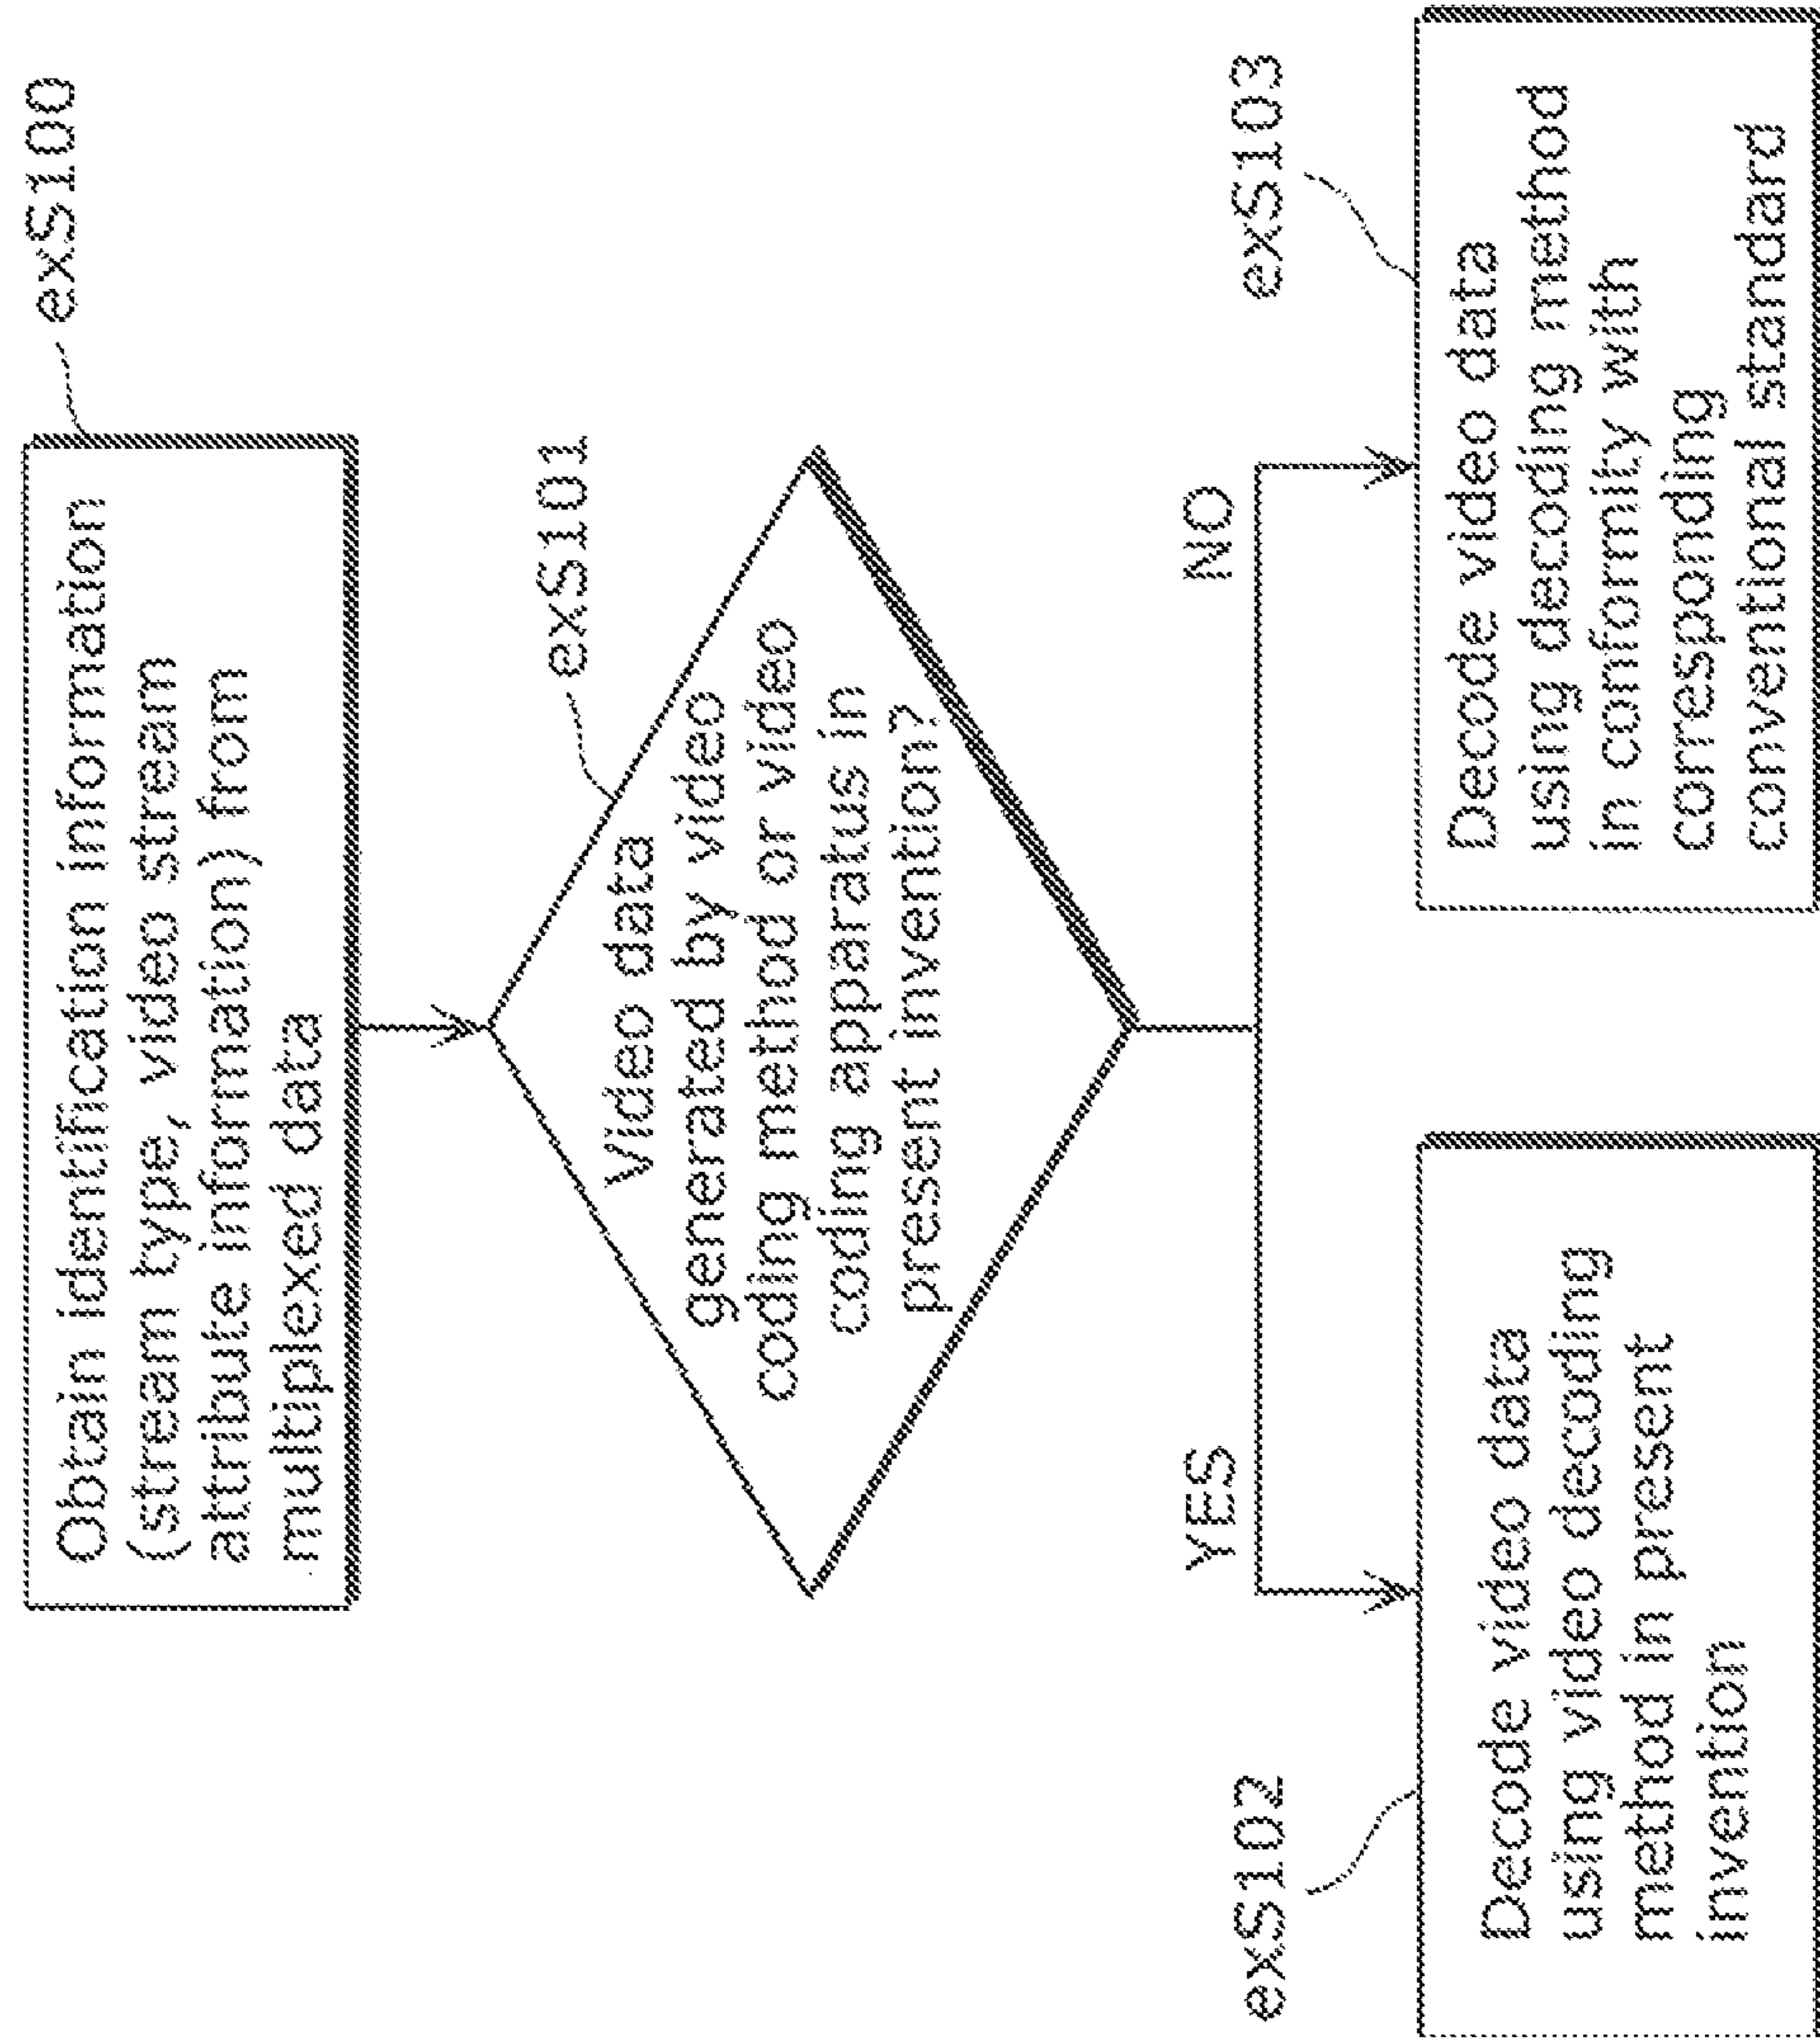 exS100
Obtain identification information
(stream type, video stream
attribute information) from
multiplexed data
exS101
Video data
generated by video
coding method or video
coding apparatus in
present invention?
YES
NO
exS102
Decode video data
using video decoding
method in present
invention
exS103
Decode video data
using decoding method
in conformity with
corresponding
conventional standard